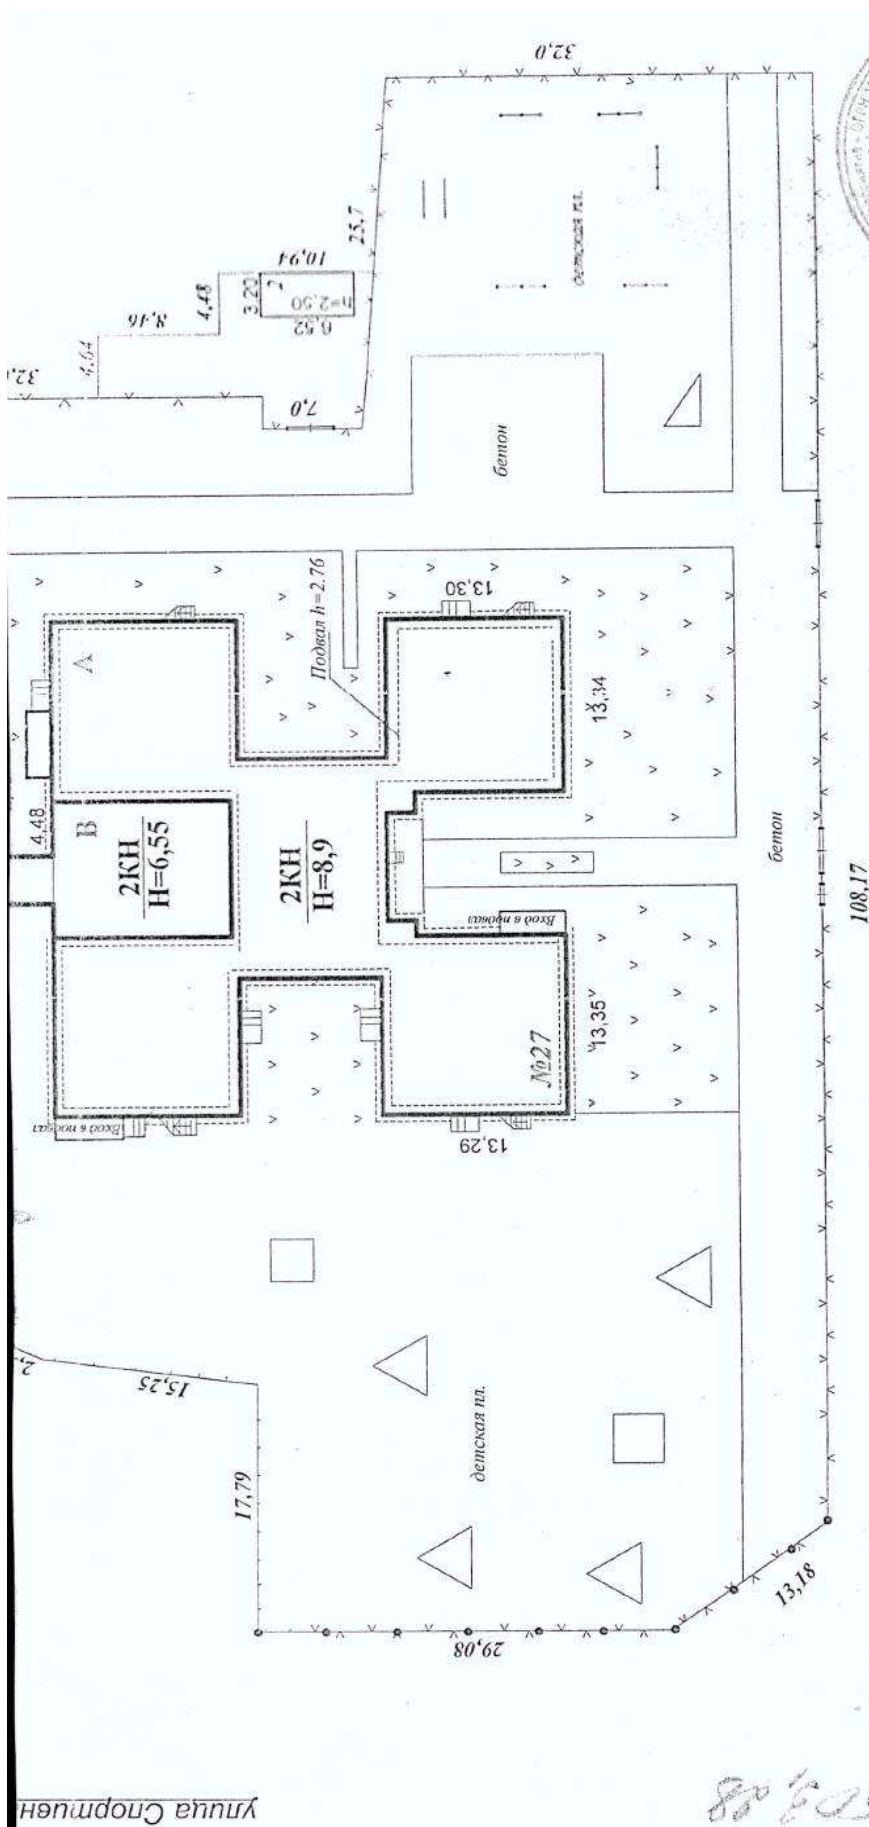 32,0
25,7
10,94
3,20
2
h=2,50
6,52
4,48
8,46
4,64
7,0
детская пл.
бетон
Подвал h=2.76
13,30
А
4,48
В
2КН
Н=6,55
2КН
Н=8,9
13,34
Вход в подвал
бетон
108,17
№27
13,35
Вход в подвал
13,29
15,25
17,79
детская пл.
29,08
13,18
улица